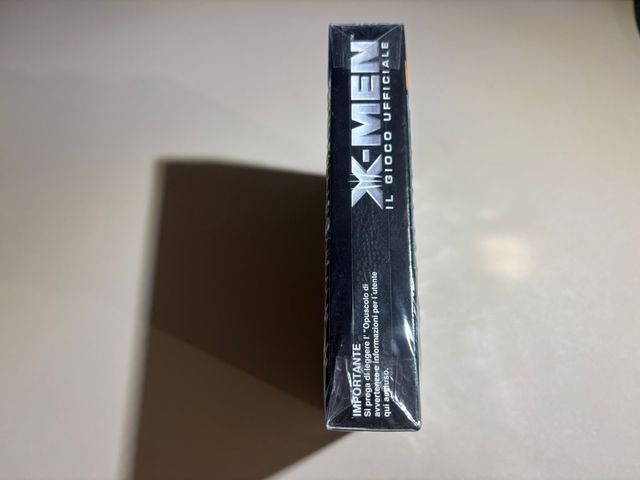 X-MEN
IL GIOCO UFFICIALE
IMPORTANTE
Si prega di leggere l' "Opuscolo di
avvertenze e informazioni per l'utente
qui accluso.